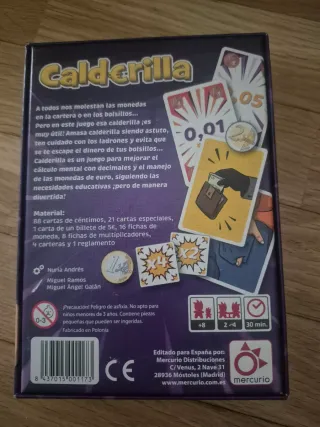 Calderilla
A todos nos molestan las monedas
en la cartera o en los bolsillos...
Pero en este juego esa calderilla ¡es
muy útil! Amasa calderilla siendo astuto,
ten cuidado con los ladrones y evita que
se te escape el dinero de tus bolsillos...
Calderilla es un juego para mejorar el
cálculo mental con decimales y el manejo
de las monedas de euro, siguiendo las
necesidades educativas ¡pero de manera
divertida!
0,01
,05
Material:
88 cartas de céntimos, 21 cartas especiales,
1 carta de un billete de 5€, 16 fichas de
moneda, 8 fichas de multiplicadores,
4 carteras y 1 reglamento
Nuria Andrés
Miguel Ramos
Miguel Ángel Galán
X4
X2
0-3
¡Precaución! Peligro de asfixia. No apto para
niños menores de 3 años. Contiene piezas
pequeñas que pueden ser ingeridas.
Fabricado en Polonia
+8
2-6
30 min.
8 437015 001173
CE
Editado para España por:
Mercurio Distribuciones
C/ Venus, 2 Nave 31
28936 Móstoles (Madrid)
www.mercurio.com.es
mercurio